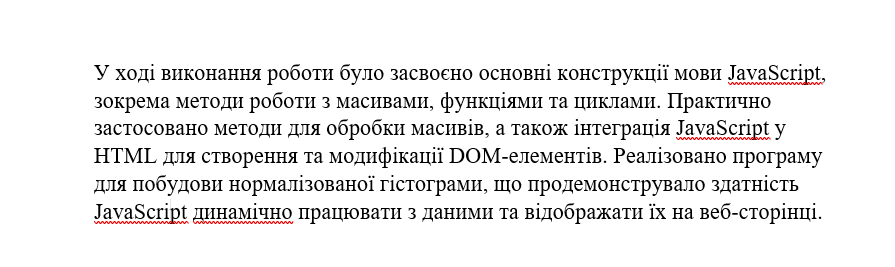 У ході виконання роботи було засвоєно основні конструкції мови JavaScript,
зокрема методи роботи з масивами, функціями та циклами. Практично
застосовано методи для обробки масивів, а також інтеграція JavaScript у
HTML для створення та модифікації DOM-елементів. Реалізовано програму
для побудови нормалізованої гістограми, що продемонструвало здатність
JavaScript динамічно працювати з даними та відображати їх на веб-сторінці.